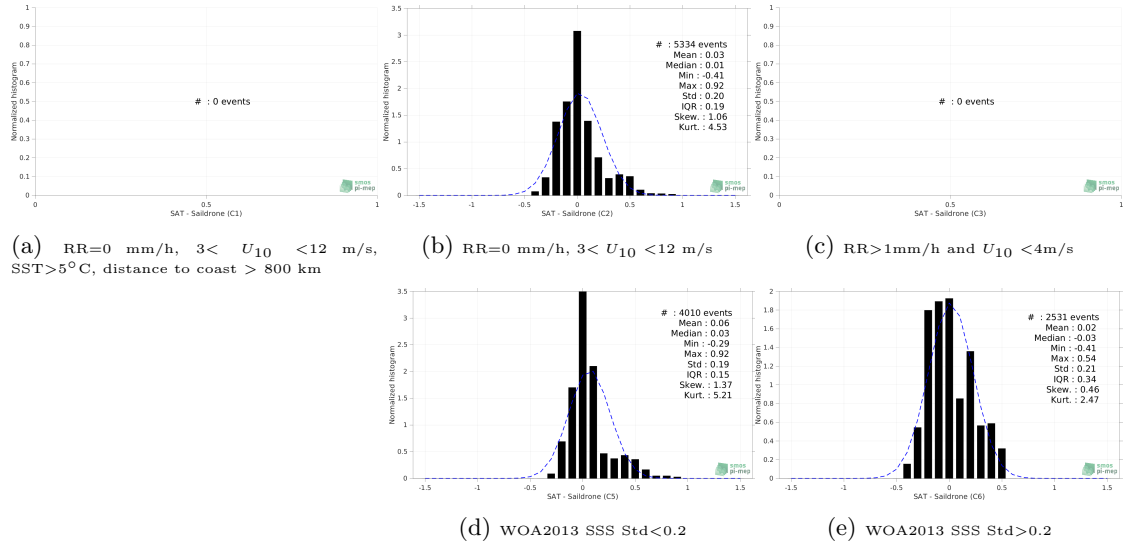 1
0.9
0.8
0.7
0.6
0.5
0.4
0.3
0.2
0.1
0
Normalized histogram
# : 0 events
0 0.5 1
SAT - Saildrone (C1)
smos
pi-mep
(a) RR=0 mm/h, 3< U10 <12 m/s,
SST>5°C, distance to coast > 800 km
3.5
3
2.5
2
1.5
1
0.5
0
Normalized histogram
# : 5334 events
Mean : 0.03
Median : 0.01
Min : -0.41
Max : 0.92
Std : 0.20
IQR : 0.19
Skew. : 1.06
Kurt. : 4.53
-1.5 -1 -0.5 0 0.5 1 1.5
SAT - Saildrone (C2)
smos
pi-mep
(b) RR=0 mm/h, 3< U10 <12 m/s
1
0.9
0.8
0.7
0.6
0.5
0.4
0.3
0.2
0.1
0
Normalized histogram
# : 0 events
0 0.5 1
SAT - Saildrone (C3)
smos
pi-mep
(c) RR>1mm/h and U10 <4m/s
3.5
3
2.5
2
1.5
1
0.5
0
Normalized histogram
# : 4010 events
Mean : 0.06
Median : 0.03
Min : -0.29
Max : 0.92
Std : 0.19
IQR : 0.15
Skew. : 1.37
Kurt. : 5.21
-1.5 -1 -0.5 0 0.5 1 1.5
SAT - Saildrone (C5)
smos
pi-mep
(d) WOA2013 SSS Std<0.2
2
1.8
1.6
1.4
1.2
1
0.8
0.6
0.4
0.2
0
Normalized histogram
# : 2531 events
Mean : 0.02
Median : -0.03
Min : -0.41
Max : 0.54
Std : 0.21
IQR : 0.34
Skew. : 0.46
Kurt. : 2.47
-1.5 -1 -0.5 0 0.5 1 1.5
SAT - Saildrone (C6)
smos
pi-mep
(e) WOA2013 SSS Std>0.2